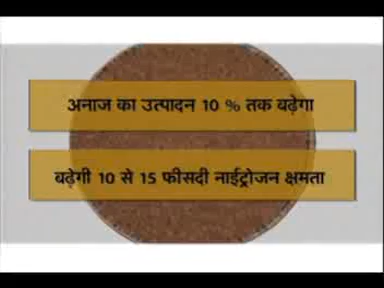 अनाज का उत्पादन 10 % तक बढ़ेगा
बढ़ेगी 10 से 15 फीसदी नाईट्रोजन क्षमता